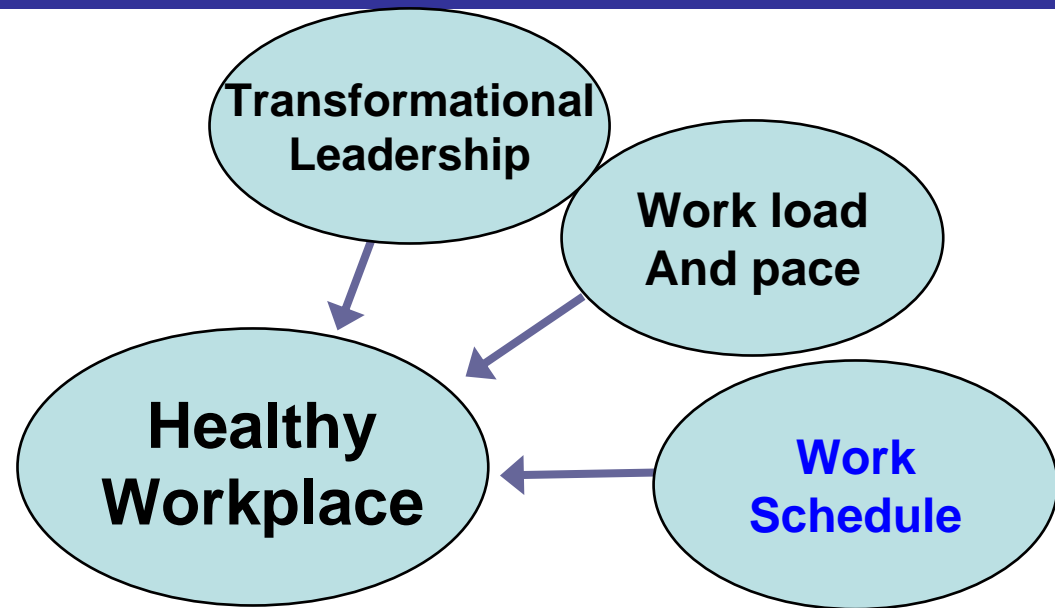 Transformational
Leadership
Work load
And pace
Healthy
Workplace
Work
Schedule